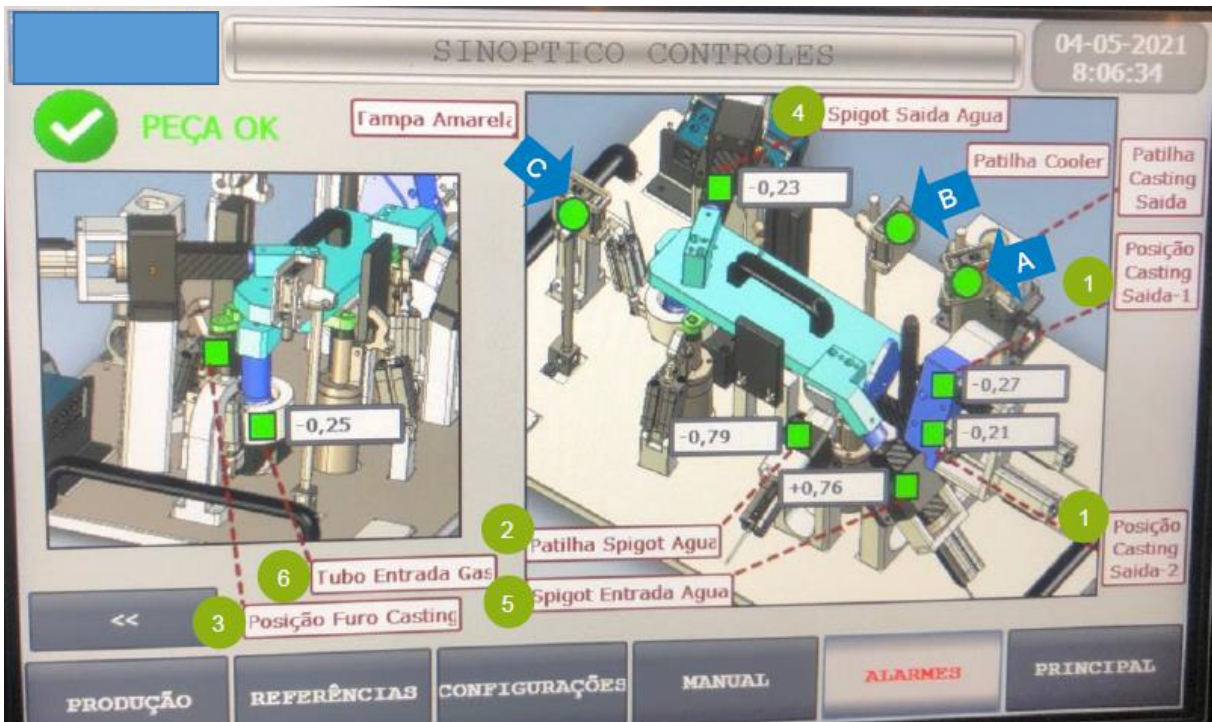 SINOPTICO CONTROLES
04-05-2021
8:06:34
PEÇA OK
Tampa Amarela
4
Spigot Saida Agua
Patilha Cooler
Patilha
Casting
Saida
C
B
A
-0,23
1
Posição
Casting
Saida-1
-0,25
-0,27
-0,79
-0,21
+0,76
2
Patilha Spigot Agua
1
Posição
Casting
Saida-2
6
Tubo Entrada Gas
5
Spigot Entrada Agua
<<
3
Posição Furo Casting
PRODUÇÃO
REFERÊNCIAS
CONFIGURAÇÕES
MANUAL
ALARMES
PRINCIPAL